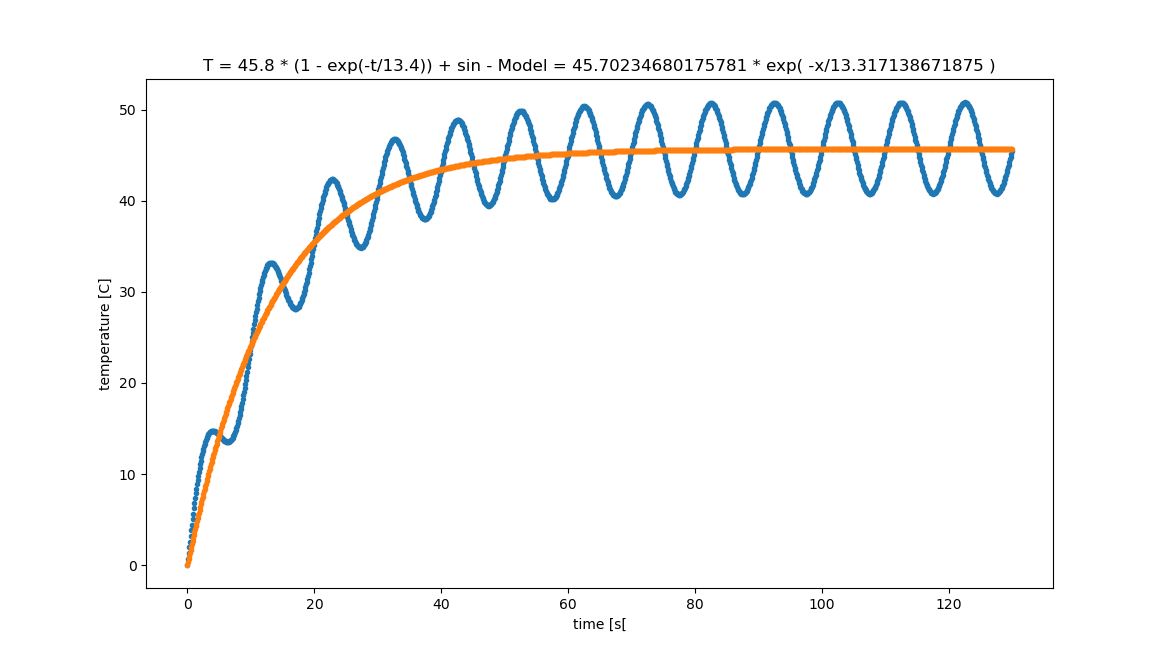 T = 45.8 * (1 - exp(-t/13.4)) + sin - Model = 45.70234680175781 * exp( -x/13.317138671875 )
50
40
30
20
10
0
temperature [C]
0 20 40 60 80 100 120
time [s[